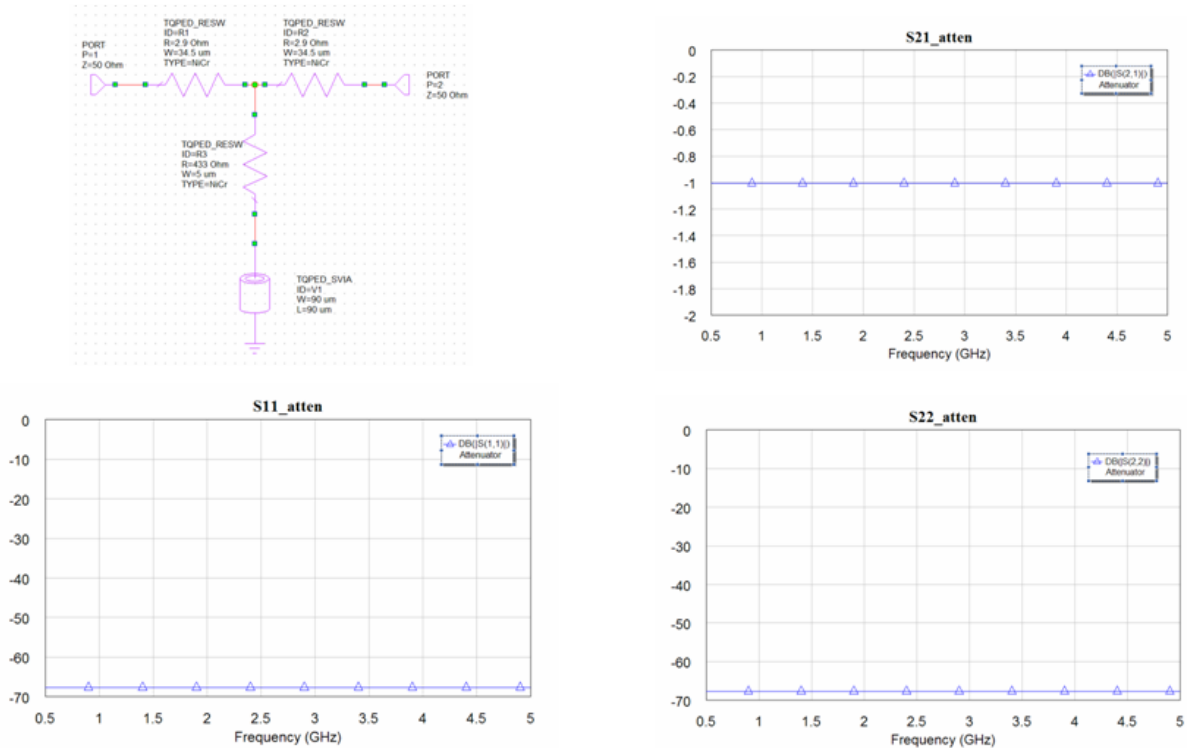 TQPED_RESW
ID=R1
R=2.9 Ohm
W=34.5 um
TYPE=NiCr
TQPED_RESW
ID=R2
R=2.9 Ohm
W=34.5 um
TYPE=NiCr
PORT
P=1
Z=50 Ohm
PORT
P=2
Z=50 Ohm
TQPED_RESW
ID=R3
R=433 Ohm
W=5 um
TYPE=NiCr
TQPED_SVIA
ID=V1
W=90 um
L=90 um
S21_atten
DB(|S(2,1)|)
Attenuator
0
-0.2
-0.4
-0.6
-0.8
-1
-1.2
-1.4
-1.6
-1.8
-2
0.5 1 1.5 2 2.5 3 3.5 4 4.5 5
Frequency (GHz)
S11_atten
DB(|S(1,1)|)
Attenuator
0
-10
-20
-30
-40
-50
-60
-70
0.5 1 1.5 2 2.5 3 3.5 4 4.5 5
Frequency (GHz)
S22_atten
DB(|S(2,2)|)
Attenuator
0
-10
-20
-30
-40
-50
-60
-70
0.5 1 1.5 2 2.5 3 3.5 4 4.5 5
Frequency (GHz)